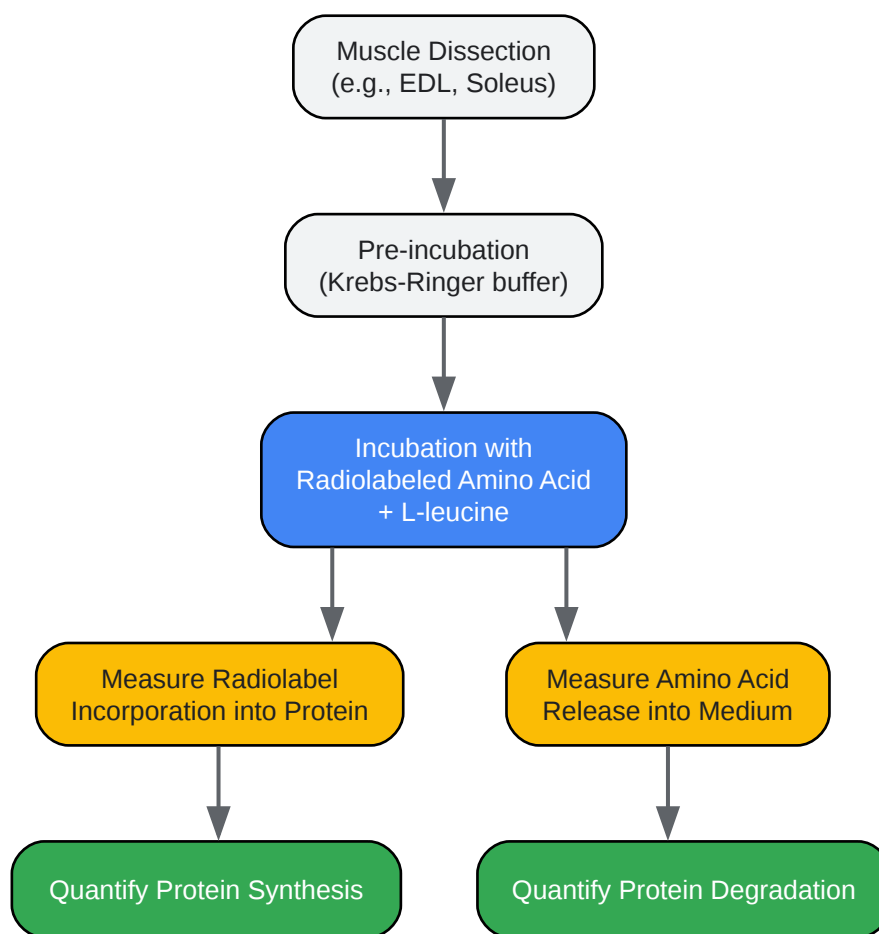 Muscle Dissection
(e.g., EDL, Soleus)
Pre-incubation
(Krebs-Ringer buffer)
Incubation with
Radiolabeled Amino Acid
+ L-leucine
Measure Radiolabel
Incorporation into Protein
Measure Amino Acid
Release into Medium
Quantify Protein Synthesis
Quantify Protein Degradation